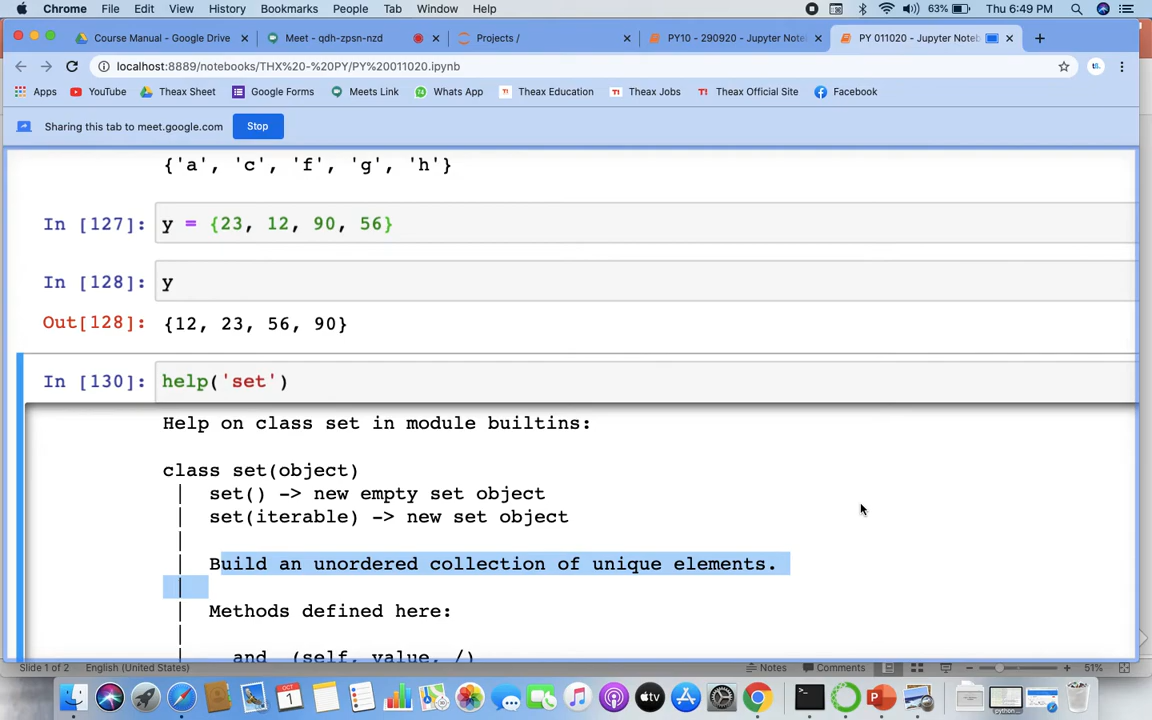 Chrome File Edit View History Bookmarks People Tab Window Help 63% Thu 6:49 PM
Course Manual - Google Drive Meet - qdh-zpsn-nzd Projects / PY10 - 290920 - Jupyter Note PY 011020 - Jupyter Notebo
localhost:8889/notebooks/THX%20-%20PY/PY%20011020.ipynb
Apps YouTube Theax Sheet Google Forms Meets Link Whats App Theax Education Theax Jobs Theax Official Site Facebook
Sharing this tab to meet.google.com Stop
{'a', 'c', 'f', 'g', 'h'}
In [127]: y = {23, 12, 90, 56}
In [128]: y
Out[128]: {12, 23, 56, 90}
In [130]: help('set')
Help on class set in module builtins:
class set(object)
| set() -> new empty set object
| set(iterable) -> new set object
|
| Build an unordered collection of unique elements.
|
| Methods defined here:
|
and (self, value, /)
Slide 1 of 2 English (United States) Notes Comments 51%